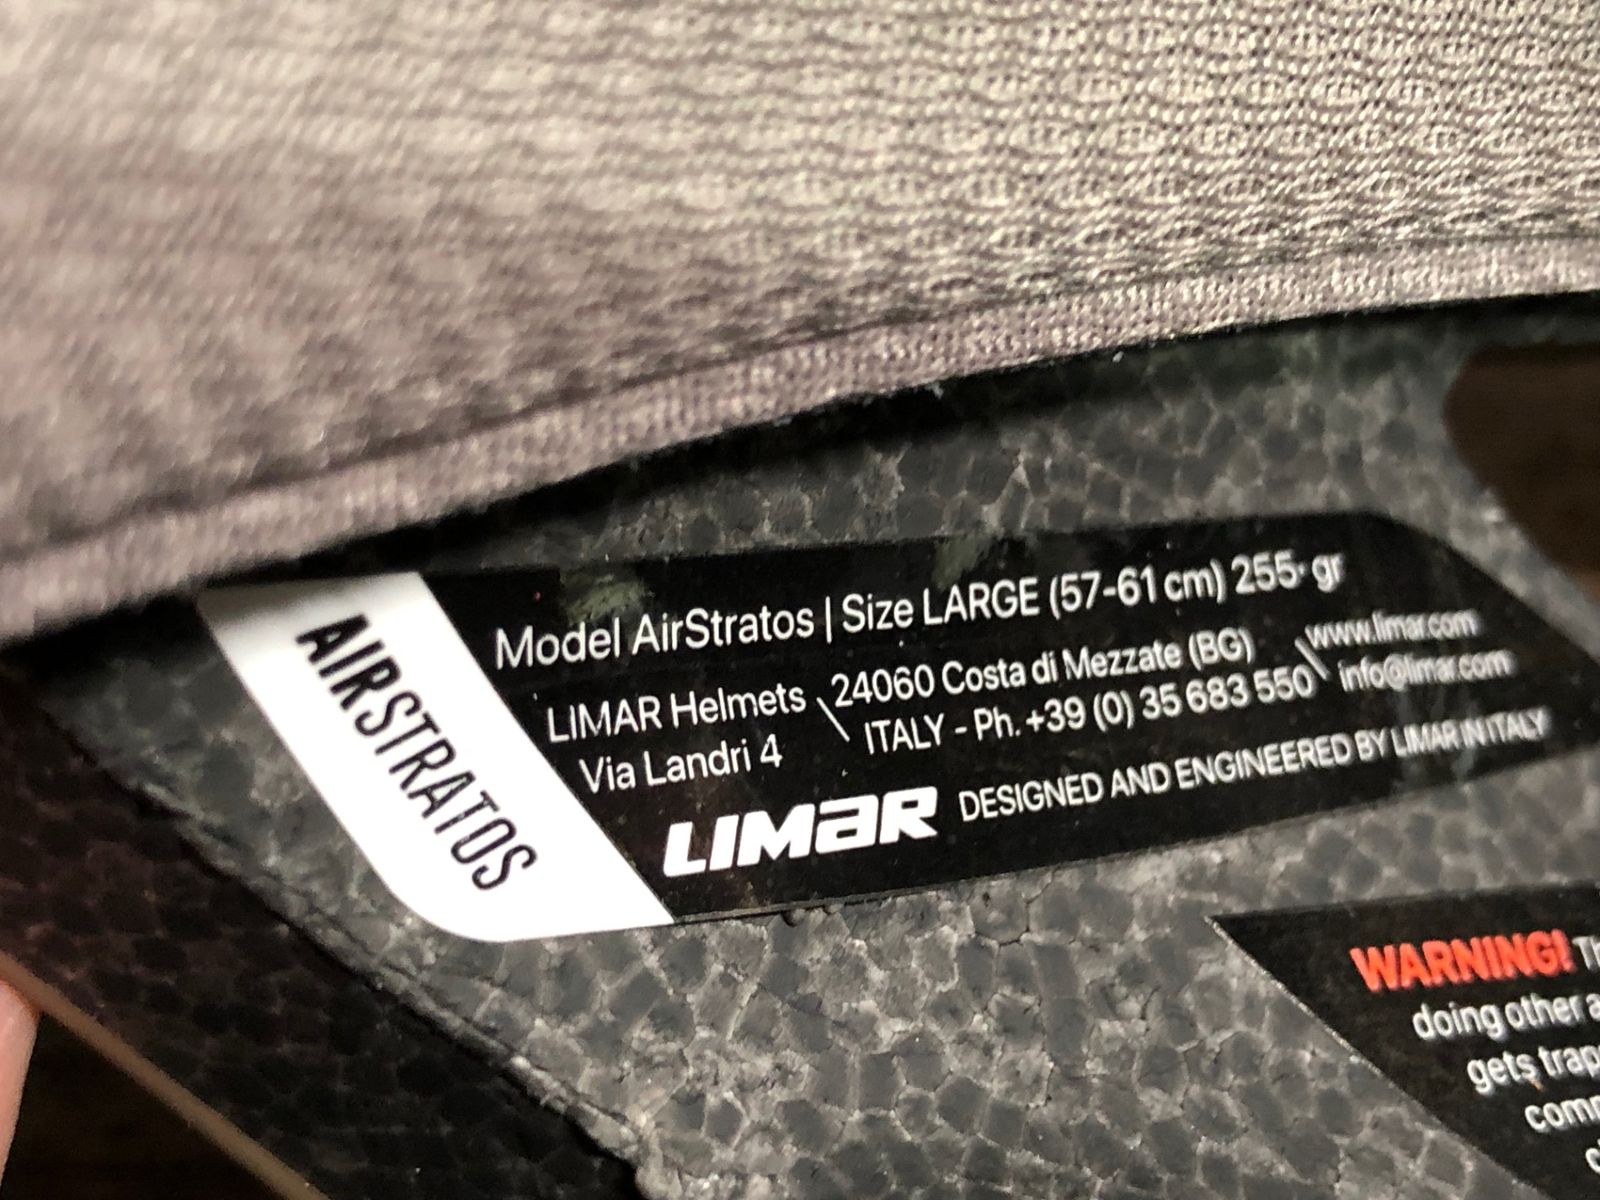 AIRSTRATOS
Model AirStratos | Size LARGE (57-61 cm) 255 gr
LIMAR Helmets \ 24060 Costa di Mezzate (BG) \ www.limar.com
Via Landri 4 \ ITALY - Ph. +39 (0) 35 683 550 \ info@limar.com
LIMAR DESIGNED AND ENGINEERED BY LIMAR IN ITALY
WARNING!
doing other
gets